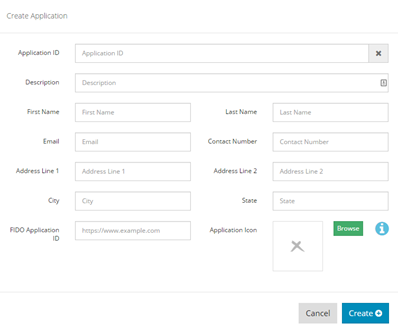 Create Application
Application ID Application ID
Description Description
First Name First Name Last Name Last Name
Email Email Contact Number Contact Number
Address Line 1 Address Line 1 Address Line 2 Address Line 2
City City State State
FIDO Application ID https://www.example.com Application Icon Browse
Cancel Create